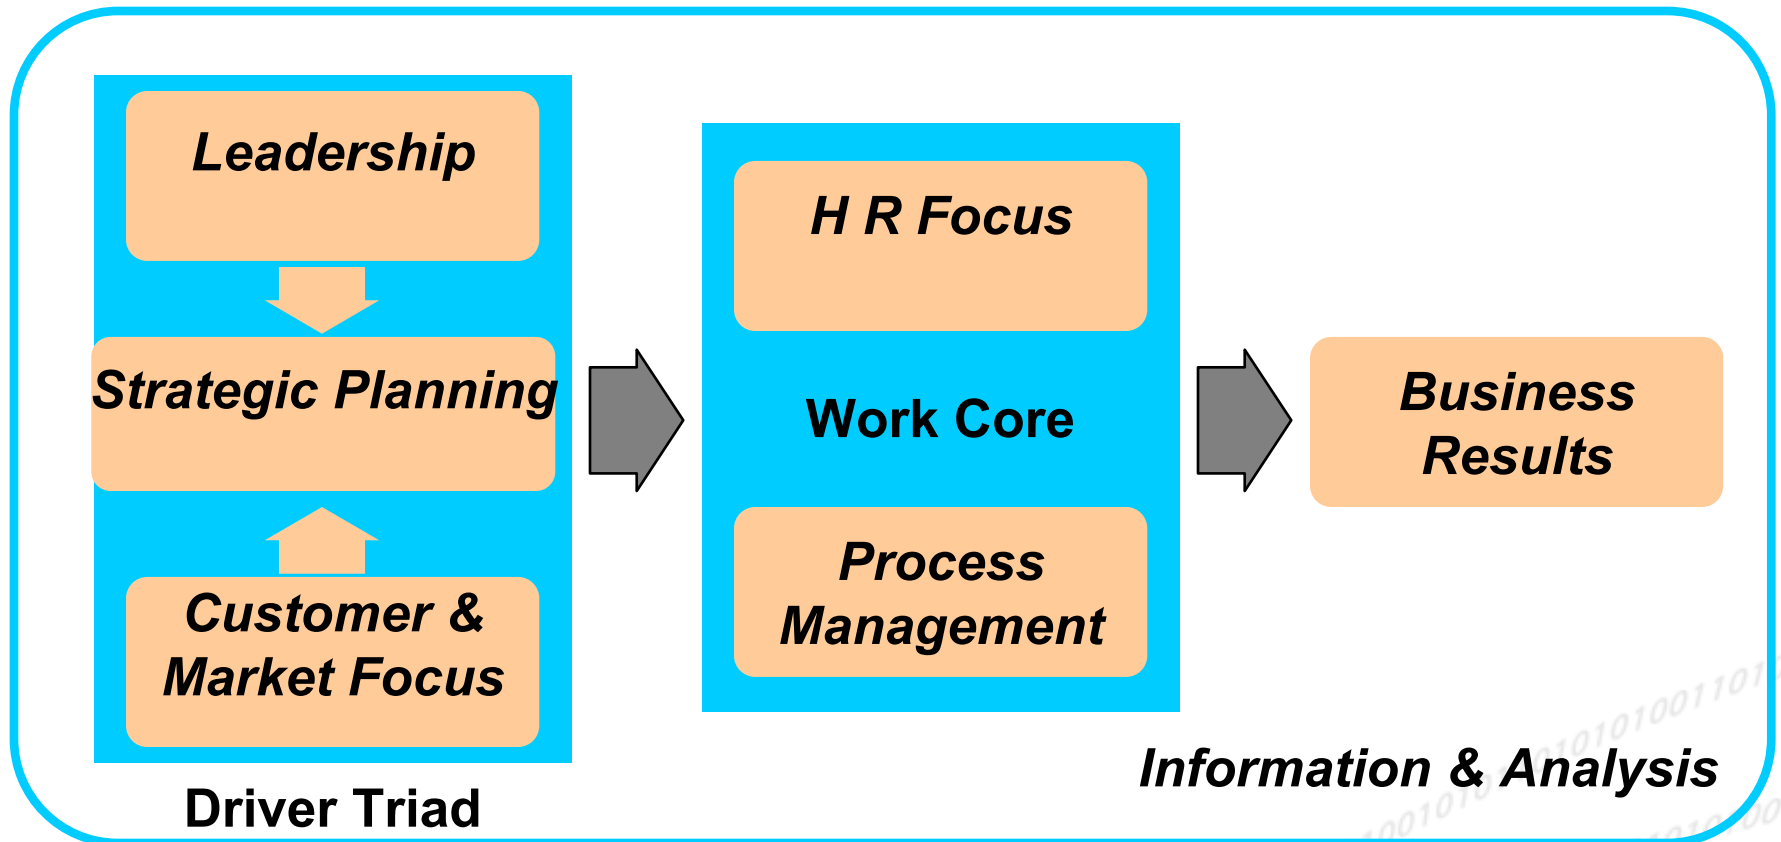 Leadership
Strategic Planning
Customer &
Market Focus
Driver Triad
H R Focus
Work Core
Process
Management
Business
Results
Information & Analysis